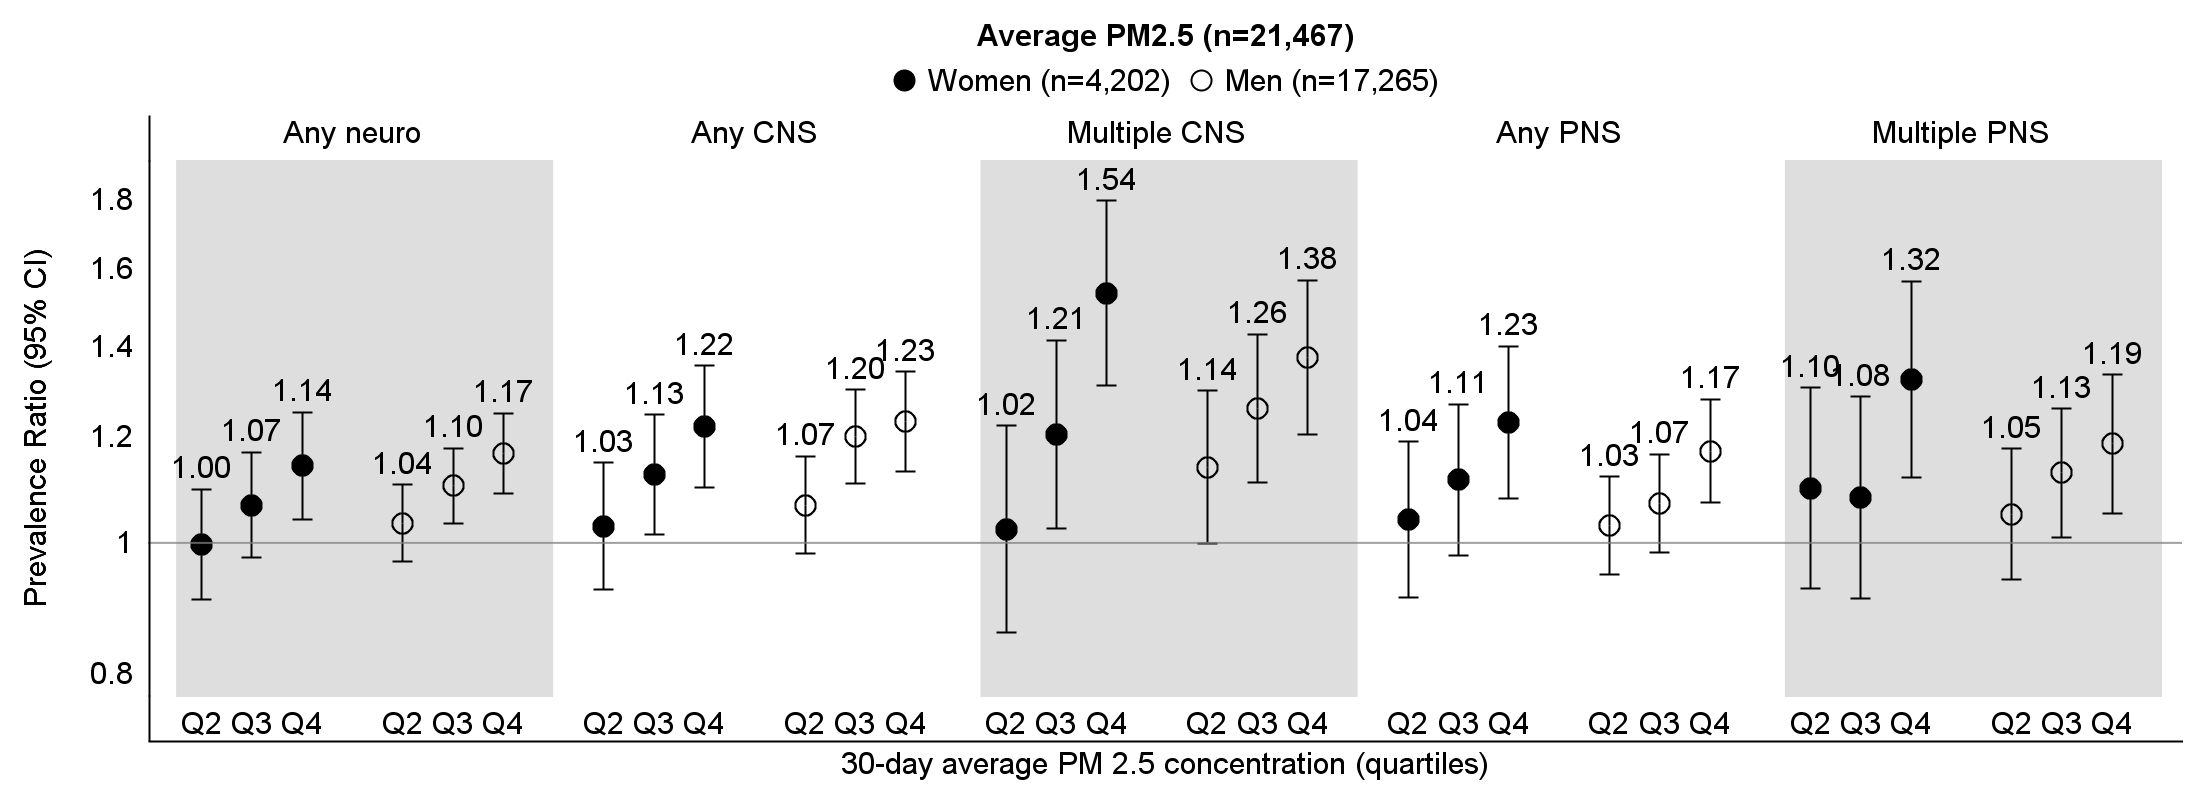 Average PM2.5 (n=21,467)
Women (n=4,202) Men (n=17,265)
Any neuro Any CNS Multiple CNS Any PNS Multiple PNS
Prevalence Ratio (95% CI)
1.8
1.6
1.4
1.2
1
0.8
1.00 1.07 1.14 1.04 1.10 1.17
1.03 1.13 1.22 1.07 1.20 1.23
1.02 1.21 1.54 1.14 1.26 1.38
1.04 1.11 1.23 1.03 1.07 1.17
1.10 1.08 1.32 1.05 1.13 1.19
Q2 Q3 Q4 Q2 Q3 Q4 Q2 Q3 Q4 Q2 Q3 Q4 Q2 Q3 Q4 Q2 Q3 Q4 Q2 Q3 Q4 Q2 Q3 Q4 Q2 Q3 Q4 Q2 Q3 Q4
30-day average PM 2.5 concentration (quartiles)